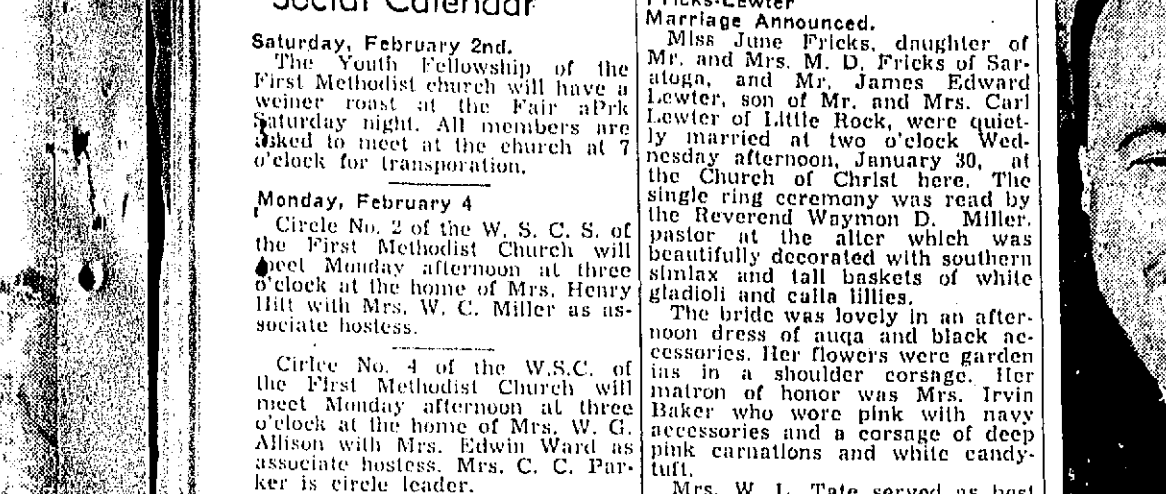 Social Calendar
Saturday, February 2nd.
The Youth Fellowship of the
First Methodist church will have a
weiner roast at the Fair aPrk
Saturday night. All members are
asked to meet at the church at 7
o'clock for transporation.
Monday, February 4
Circle No. 2 of the W. S. C. S. of
the First Methodist Church will
meet Monday afternoon at three
o'clock at the home of Mrs. Henry
Hitt with Mrs. W. C. Miller as as-
sociate hostess.
Cirlce No. 4 of the W.S.C. of
the First Methodist Church will
meet Monday afternoon at three
o'clock at the home of Mrs. W. G.
Allison with Mrs. Edwin Ward as
associate hostess. Mrs. C. C. Par-
ker is circle leader.
Fricks-Lewter
Marriage Announced.
Miss June Fricks, daughter of
Mr. and Mrs. M. D. Fricks of Sar-
atoga, and Mr. James Edward
Lewter, son of Mr. and Mrs. Carl
Lewter of Little Rock, were quiet-
ly married at two o'clock Wed-
nesday afternoon, January 30, at
the Church of Christ here. The
single ring ceremony was read by
the Reverend Waymon D. Miller,
pastor at the alter which was
beautifully decorated with southern
simlax and tall baskets of white
gladioli and calla lillies.
The bride was lovely in an after-
noon dress of auqa and black ac-
cessories. Her flowers were garden
ias in a shoulder corsage. Her
matron of honor was Mrs. Irvin
Baker who wore pink with navy
accessories and a corsage of deep
pink carnations and white candy-
tuft.
Mrs. W. L. Tate served as best